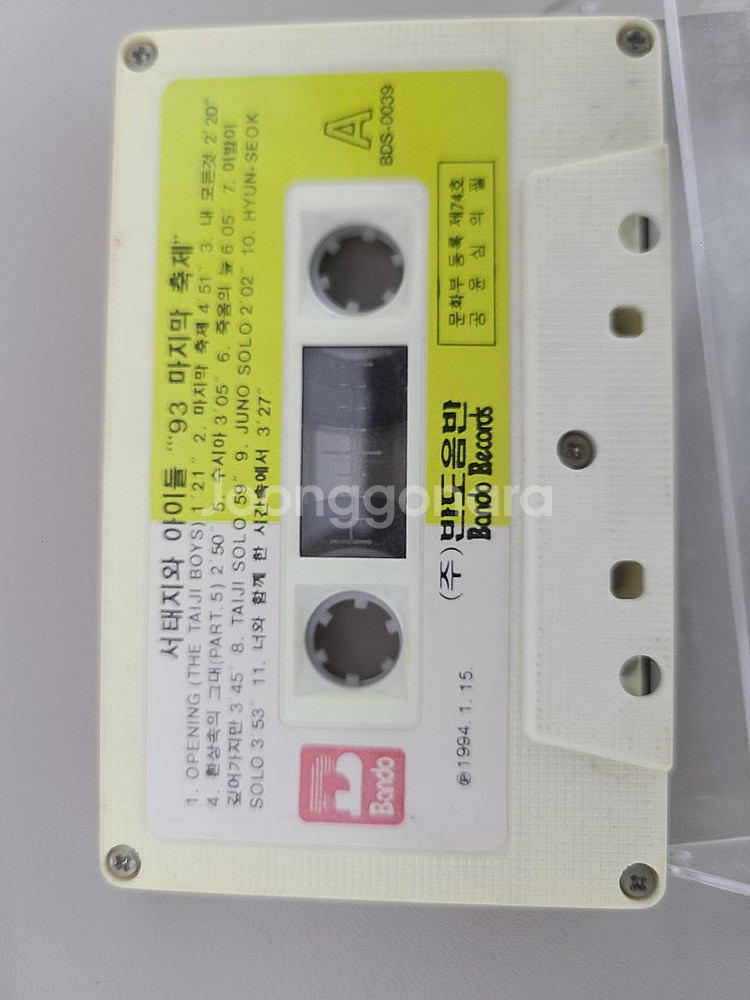 서태지와 아이들 "'93 마지막 축제"
1. OPENING (THE TAIJI BOYS) 1´21˝ 2. 마지막 축제 4´51˝ 3. 내 모든것 2´20˝
4. 환상속의 그대(PART.5) 2´50˝ 5. 수시아 3´05˝ 6. 죽음의 늪 6´05˝ 7. 이밤이
깊어가지만 3´45˝ 8. TAIJI SOLO ´59˝ 9. JUNO SOLO 2´02˝ 10. HYUN-SEOK
SOLO 3´53˝ 11. 너와 함께 한 시간속에서 3´27˝
A
BDS-0039
문화부 등록 제74호
공 윤 심 의 필
(주)반도음반
Bando Records
Bando
℗1994. 1. 15.
Joonggonara